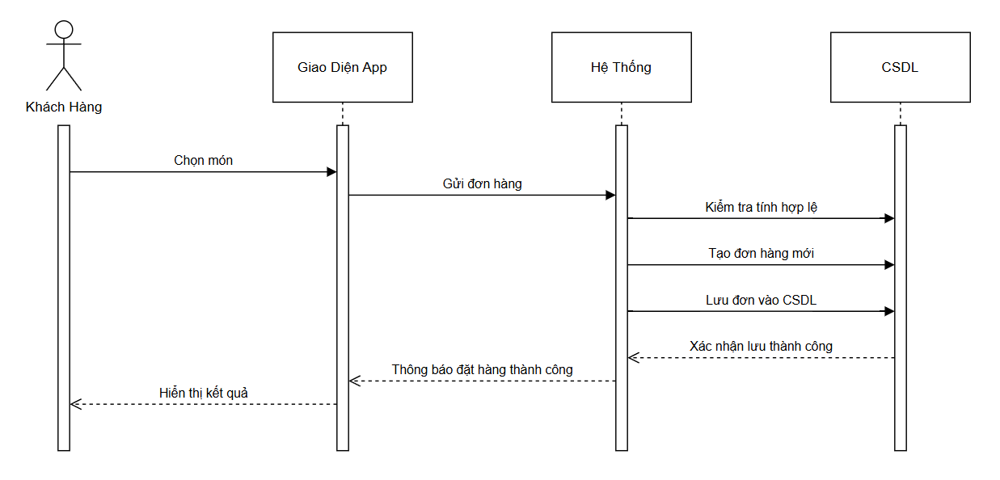 Khách Hàng
Giao Diện App
Hệ Thống
CSDL
Chọn món
Gửi đơn hàng
Kiểm tra tính hợp lệ
Tạo đơn hàng mới
Lưu đơn vào CSDL
Xác nhận lưu thành công
Thông báo đặt hàng thành công
Hiển thị kết quả